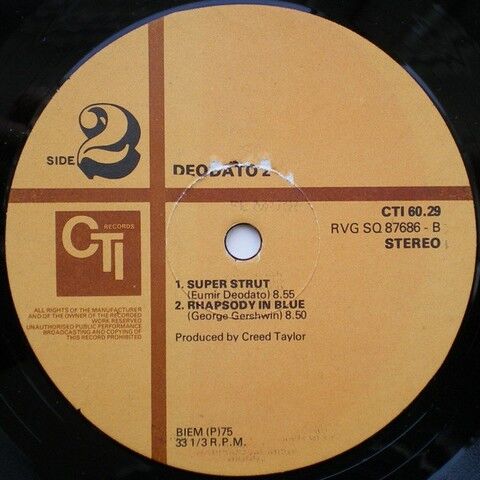 SIDE 2
DEODATO 2
CTI 60.29
RVG SQ 87686 - B
STEREO
CTI RECORDS
ALL RIGHTS OF THE MANUFACTURER
AND OF THE OWNER OF THE RECORDED
WORK RESERVED
UNAUTHORISED PUBLIC PERFORMANCE
BROADCASTING AND COPYING OF
THIS RECORD PROHIBITED
1. SUPER STRUT
(Eumir Deodato) 8.55
2. RHAPSODY IN BLUE
(George Gershwin) 8.50
Produced by Creed Taylor
BIEM (P)75
33 1/3 R.P.M.